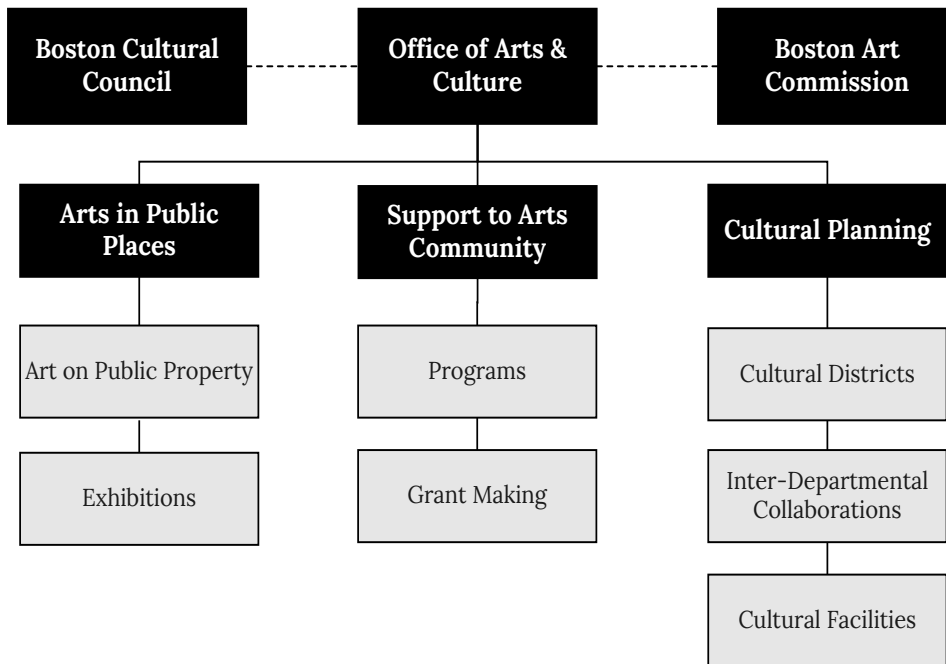 Boston Cultural
Council
Office of Arts &
Culture
Boston Art
Commission
Arts in Public
Places
Support to Arts
Community
Cultural Planning
Art on Public Property
Programs
Cultural Districts
Exhibitions
Grant Making
Inter-Departmental
Collaborations
Cultural Facilities